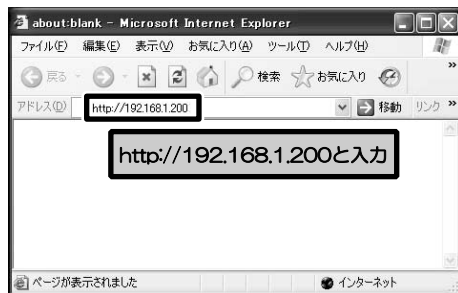 about:blank - Microsoft Internet Explorer
ファイル(F) 編集(E) 表示(V) お気に入り(A) ツール(T) ヘルプ(H)
戻る 検索 お気に入り »
アドレス(D) http://192.168.1.200 移動 リンク »
http://192.168.1.200と入力
ページが表示されました インターネット